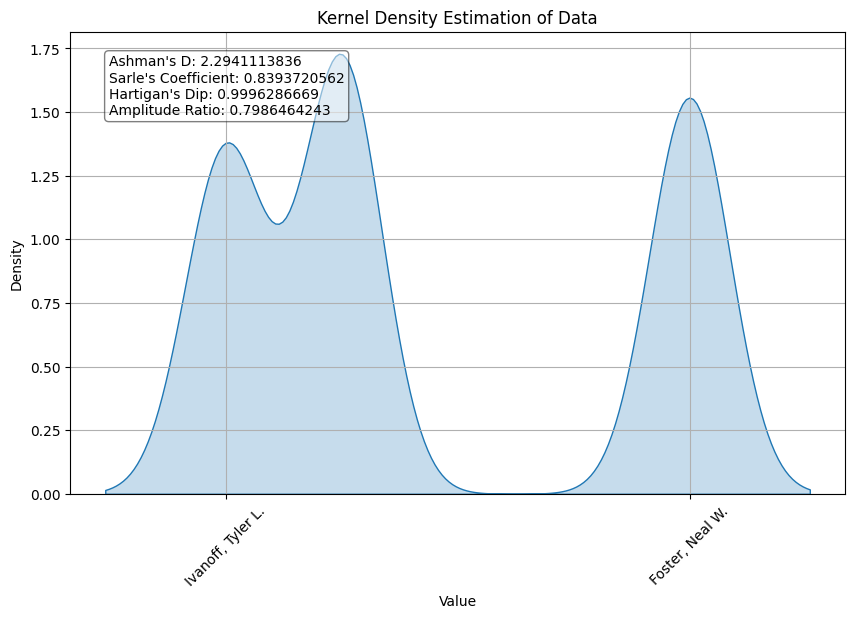 Kernel Density Estimation of Data
Ashman's D: 2.2941113836
Sarle's Coefficient: 0.8393720562
Hartigan's Dip: 0.9996286669
Amplitude Ratio: 0.7986464243
1.75
1.50
1.25
1.00
0.75
0.50
0.25
0.00
Density
Ivanoff, Tyler L.
Foster, Neal W.
Value